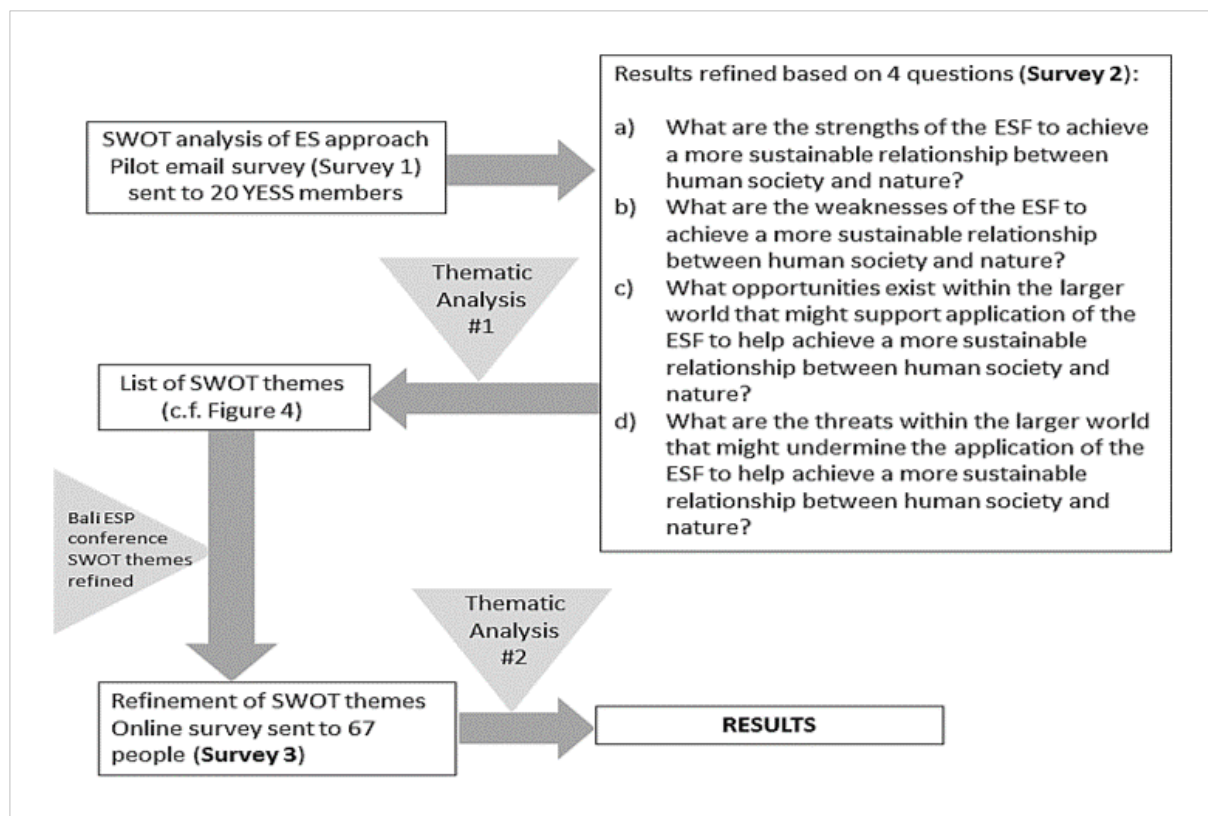 SWOT analysis of ES approach
Pilot email survey (Survey 1)
sent to 20 YESS members
Results refined based on 4 questions (Survey 2):
a) What are the strengths of the ESF to achieve
a more sustainable relationship between
human society and nature?
b) What are the weaknesses of the ESF to
achieve a more sustainable relationship
between human society and nature?
c) What opportunities exist within the larger
world that might support application of the
ESF to help achieve a more sustainable
relationship between human society and
nature?
d) What are the threats within the larger world
that might undermine the application of the
ESF to help achieve a more sustainable
relationship between human society and
nature?
Thematic
Analysis
#1
List of SWOT themes
(c.f. Figure 4)
Bali ESP
conference
SWOT themes
refined
Refinement of SWOT themes
Online survey sent to 67
people (Survey 3)
Thematic
Analysis
#2
RESULTS